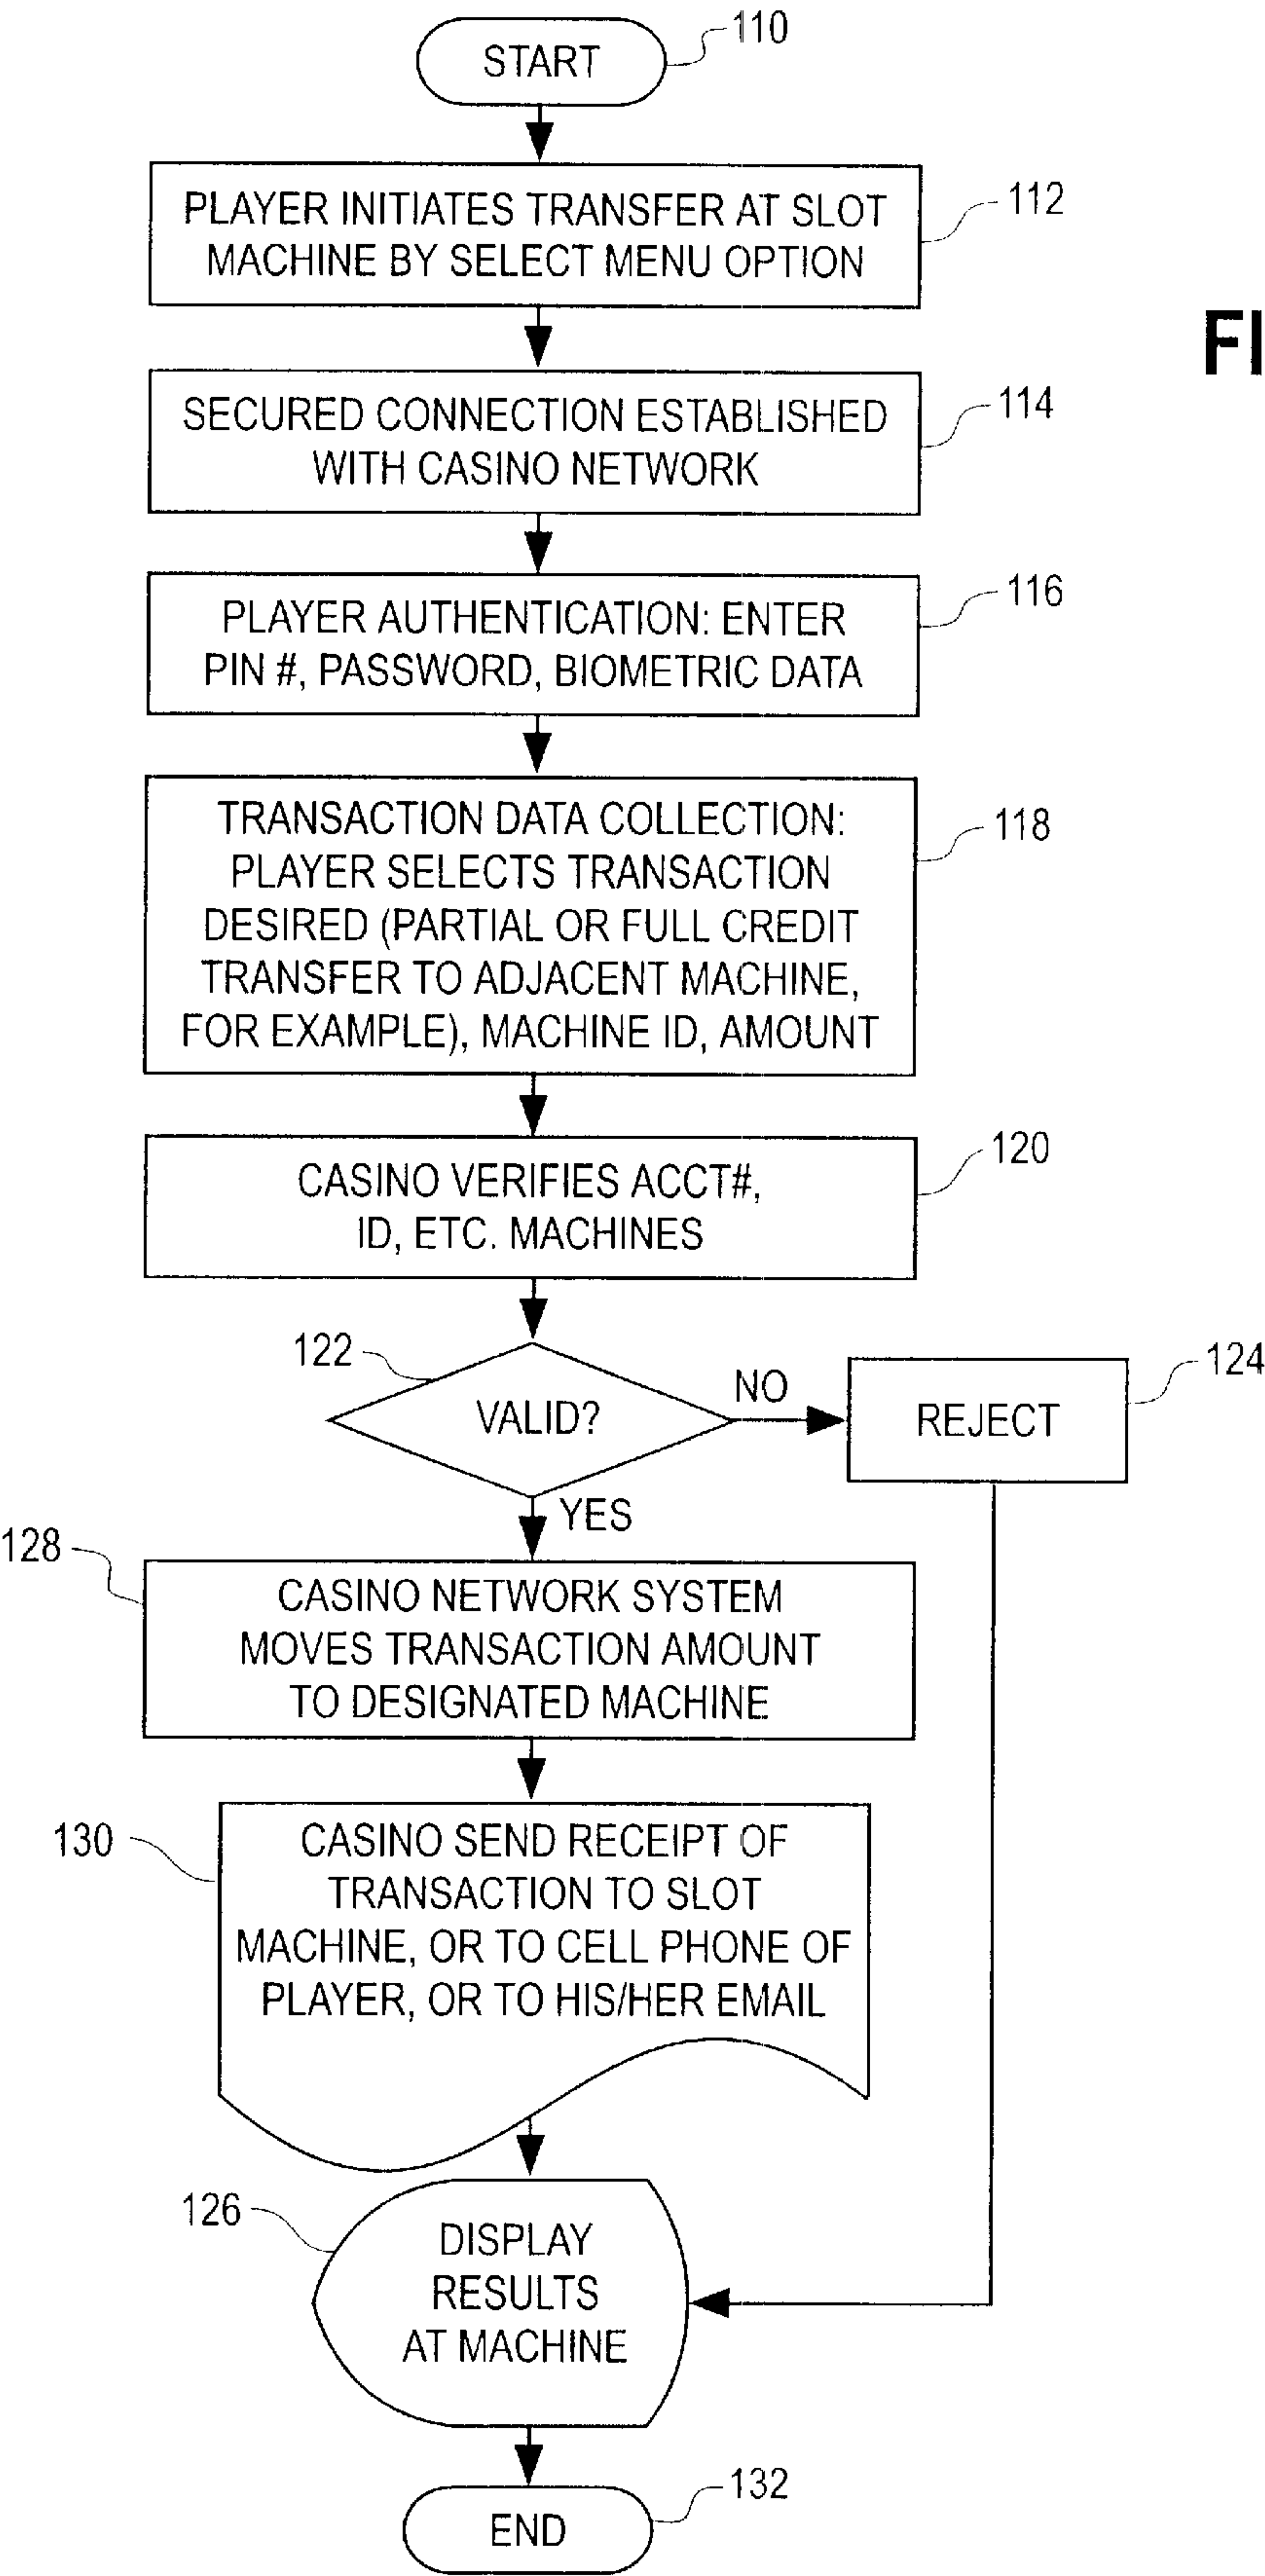 START
110
PLAYER INITIATES TRANSFER AT SLOT
MACHINE BY SELECT MENU OPTION
112
FI
SECURED CONNECTION ESTABLISHED
WITH CASINO NETWORK
114
PLAYER AUTHENTICATION: ENTER
PIN #, PASSWORD, BIOMETRIC DATA
116
TRANSACTION DATA COLLECTION:
PLAYER SELECTS TRANSACTION
DESIRED (PARTIAL OR FULL CREDIT
TRANSFER TO ADJACENT MACHINE,
FOR EXAMPLE), MACHINE ID, AMOUNT
118
CASINO VERIFIES ACCT#,
ID, ETC. MACHINES
120
122
VALID?
NO
REJECT
124
YES
128
CASINO NETWORK SYSTEM
MOVES TRANSACTION AMOUNT
TO DESIGNATED MACHINE
130
CASINO SEND RECEIPT OF
TRANSACTION TO SLOT
MACHINE, OR TO CELL PHONE OF
PLAYER, OR TO HIS/HER EMAIL
126
DISPLAY
RESULTS
AT MACHINE
END
132